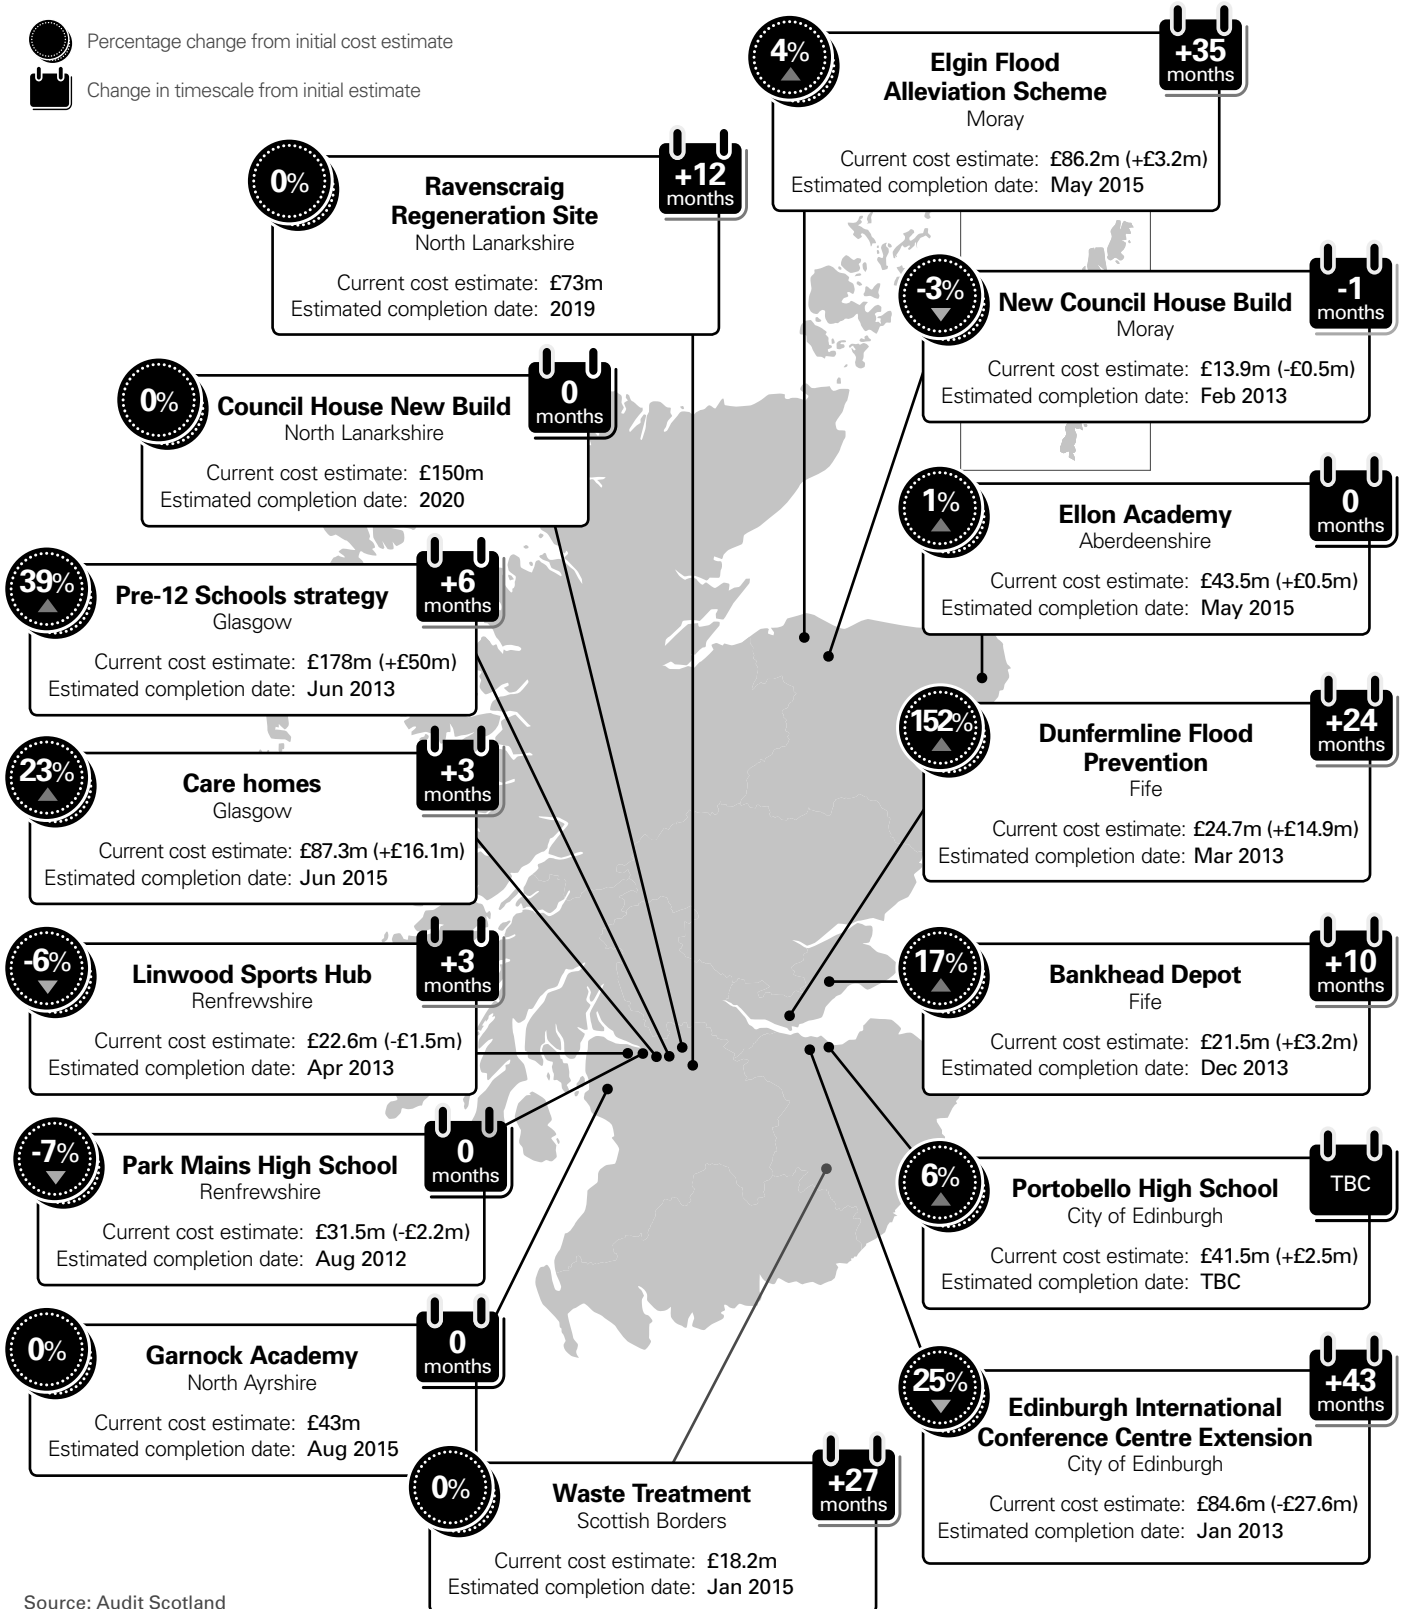 Percentage change from initial cost estimate
Change in timescale from initial estimate
4%
+35
months
Elgin Flood
Alleviation Scheme
Moray
Current cost estimate: £86.2m (+£3.2m)
Estimated completion date: May 2015
0%
+12
months
Ravenscraig
Regeneration Site
North Lanarkshire
Current cost estimate: £73m
Estimated completion date: 2019
-3%
-1
months
New Council House Build
Moray
Current cost estimate: £13.9m (-£0.5m)
Estimated completion date: Feb 2013
0%
0
months
Council House New Build
North Lanarkshire
Current cost estimate: £150m
Estimated completion date: 2020
1%
0
months
Ellon Academy
Aberdeenshire
Current cost estimate: £43.5m (+£0.5m)
Estimated completion date: May 2015
39%
+6
months
Pre-12 Schools strategy
Glasgow
Current cost estimate: £178m (+£50m)
Estimated completion date: Jun 2013
152%
+24
months
Dunfermline Flood
Prevention
Fife
Current cost estimate: £24.7m (+£14.9m)
Estimated completion date: Mar 2013
23%
+3
months
Care homes
Glasgow
Current cost estimate: £87.3m (+£16.1m)
Estimated completion date: Jun 2015
-6%
+3
months
Linwood Sports Hub
Renfrewshire
Current cost estimate: £22.6m (-£1.5m)
Estimated completion date: Apr 2013
17%
+10
months
Bankhead Depot
Fife
Current cost estimate: £21.5m (+£3.2m)
Estimated completion date: Dec 2013
-7%
0
months
Park Mains High School
Renfrewshire
Current cost estimate: £31.5m (-£2.2m)
Estimated completion date: Aug 2012
6%
TBC
Portobello High School
City of Edinburgh
Current cost estimate: £41.5m (+£2.5m)
Estimated completion date: TBC
0%
0
months
Garnock Academy
North Ayrshire
Current cost estimate: £43m
Estimated completion date: Aug 2015
25%
+43
months
Edinburgh International
Conference Centre Extension
City of Edinburgh
Current cost estimate: £84.6m (-£27.6m)
Estimated completion date: Jan 2013
0%
+27
months
Waste Treatment
Scottish Borders
Current cost estimate: £18.2m
Estimated completion date: Jan 2015
Source: Audit Scotland